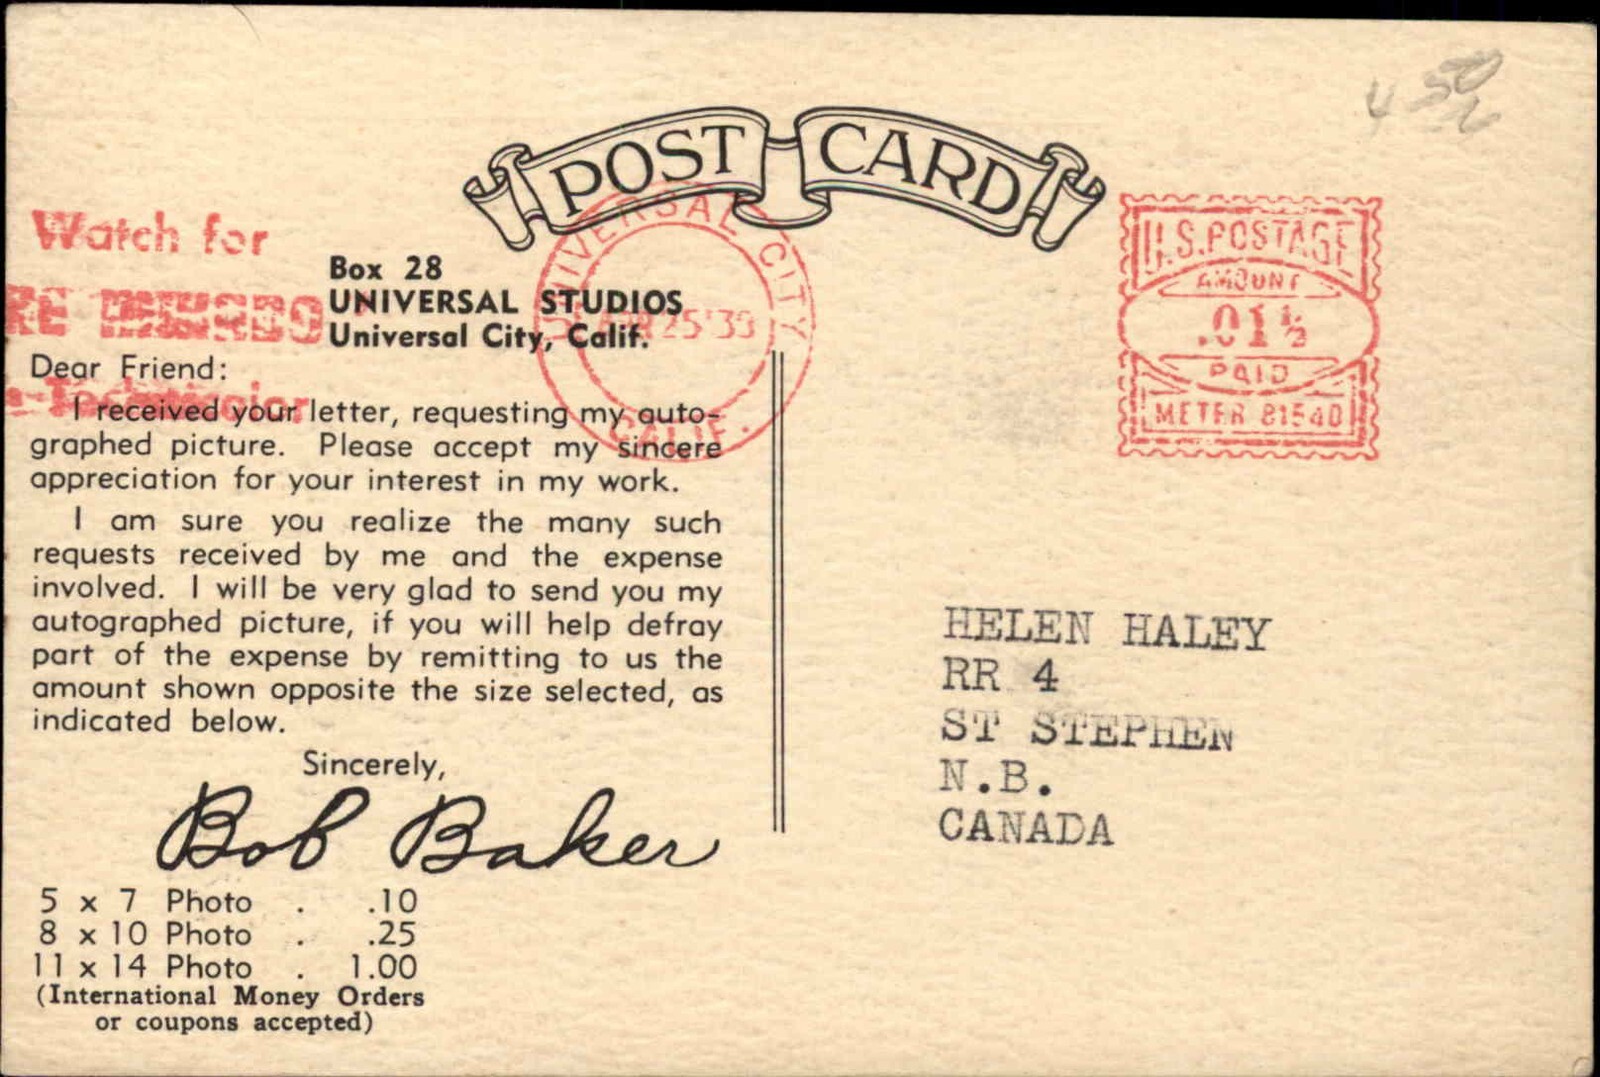 4 50
POST CARD
Watch for
Box 28
UNIVERSAL STUDIOS
Universal City, Calif.
UNIVERSAL CITY
25'39
CALIF.
U.S.POSTAGE
AMOUNT
.01½
PAID
METER 81540
Dear Friend:
Technicolor
I received your letter, requesting my auto-
graphed picture. Please accept my sincere
appreciation for your interest in my work.
I am sure you realize the many such
requests received by me and the expense
involved. I will be very glad to send you my
autographed picture, if you will help defray
part of the expense by remitting to us the
amount shown opposite the size selected, as
indicated below.
Sincerely,
Bob Baker
5 x 7 Photo . .10
8 x 10 Photo . .25
11 x 14 Photo . 1.00
(International Money Orders
or coupons accepted)
HELEN HALEY
RR 4
ST STEPHEN
N.B.
CANADA